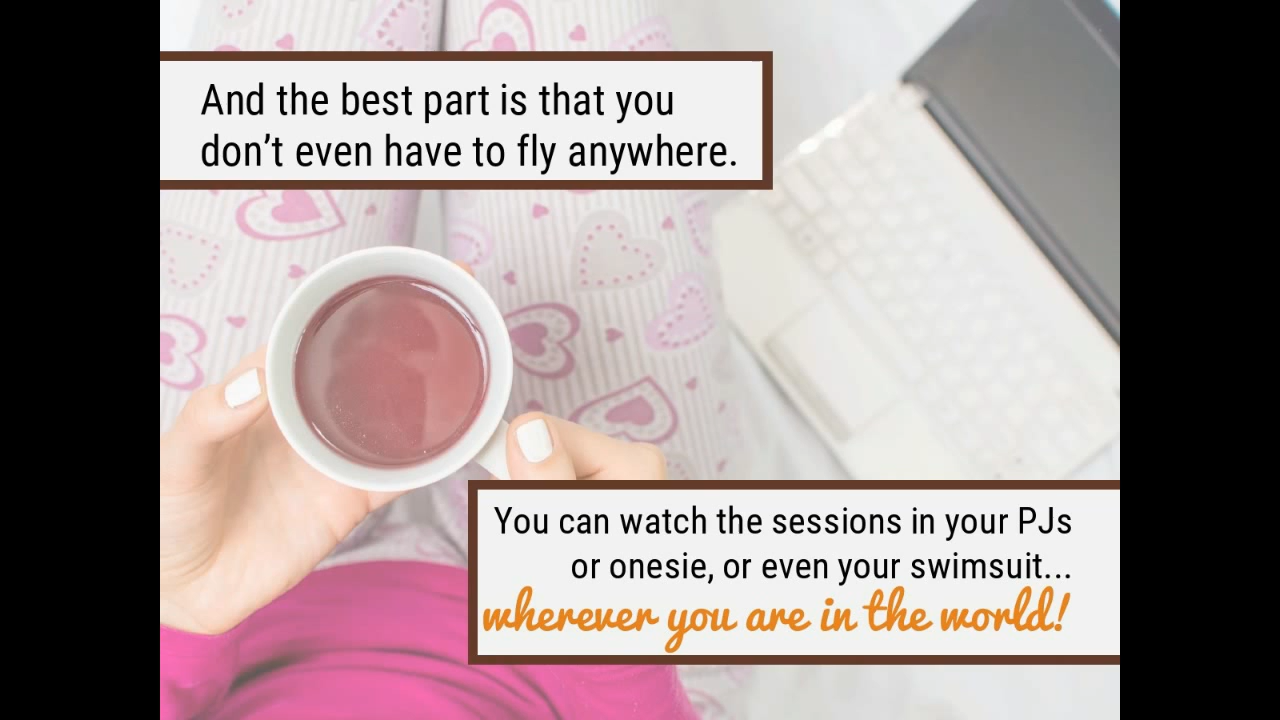 And the best part is that you
don’t even have to fly anywhere.
You can watch the sessions in your PJs
or onesie, or even your swimsuit...
wherever you are in the world!